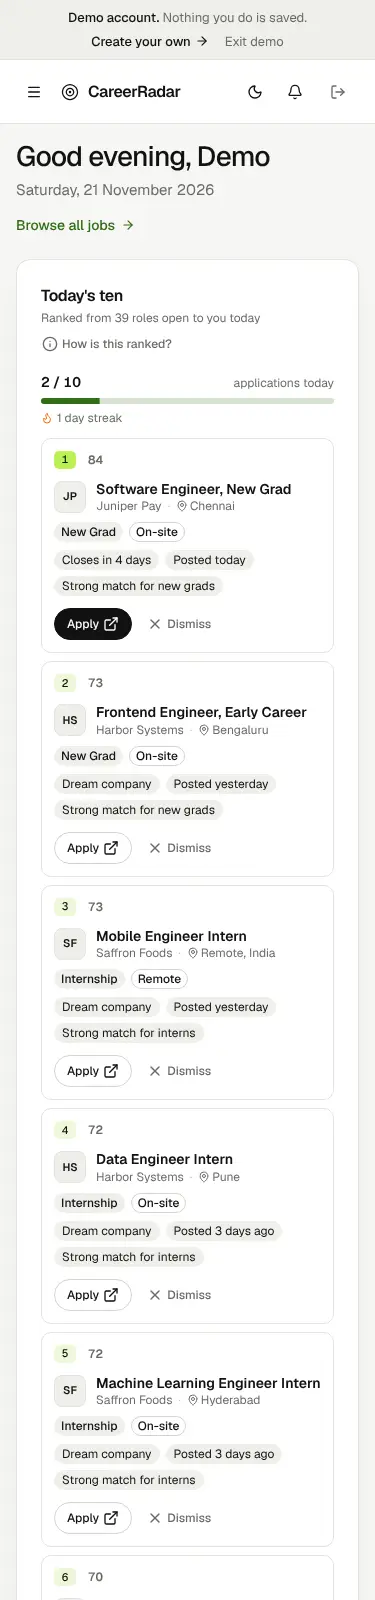 Demo account. Nothing you do is saved.
Create your own → Exit demo
CareerRadar
Good evening, Demo
Saturday, 21 November 2026
Browse all jobs →
Today's ten
Ranked from 39 roles open to you today
How is this ranked?
2 / 10 applications today
1 day streak
1 84
JP Software Engineer, New Grad
Juniper Pay · Chennai
New Grad On-site
Closes in 4 days Posted today
Strong match for new grads
Apply Dismiss
2 73
HS Frontend Engineer, Early Career
Harbor Systems · Bengaluru
New Grad On-site
Dream company Posted yesterday
Strong match for new grads
Apply Dismiss
3 73
SF Mobile Engineer Intern
Saffron Foods · Remote, India
Internship Remote
Dream company Posted yesterday
Strong match for interns
Apply Dismiss
4 72
HS Data Engineer Intern
Harbor Systems · Pune
Internship On-site
Dream company Posted 3 days ago
Strong match for interns
Apply Dismiss
5 72
SF Machine Learning Engineer Intern
Saffron Foods · Hyderabad
Internship On-site
Dream company Posted 3 days ago
Strong match for interns
Apply Dismiss
6 70